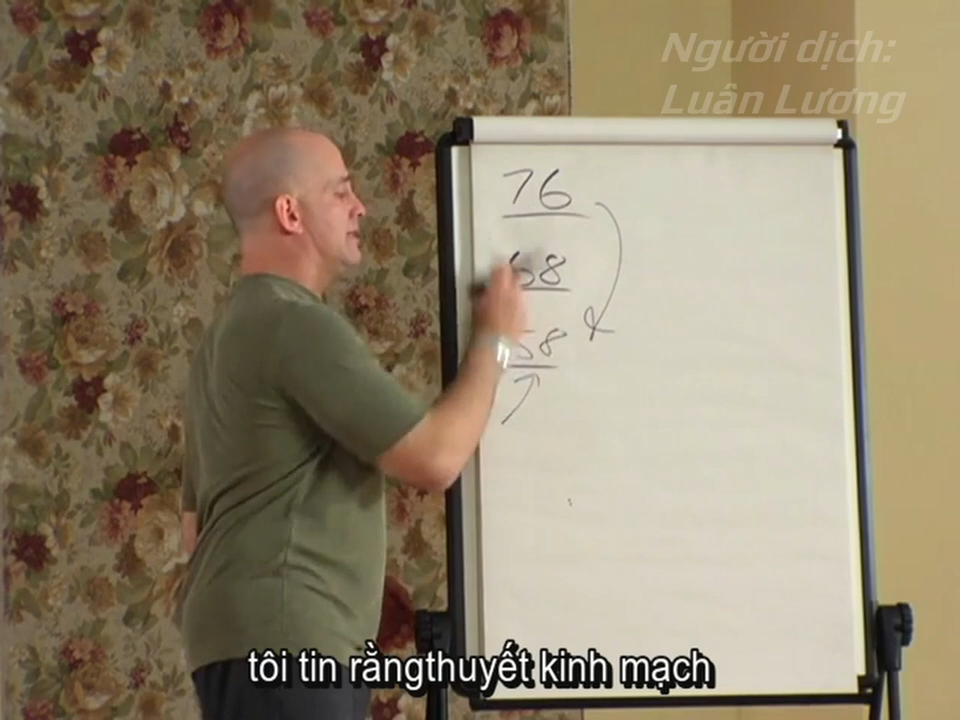 Người dịch:
Luân Lương
76
68
58
tôi tin rằngthuyết kinh mạch